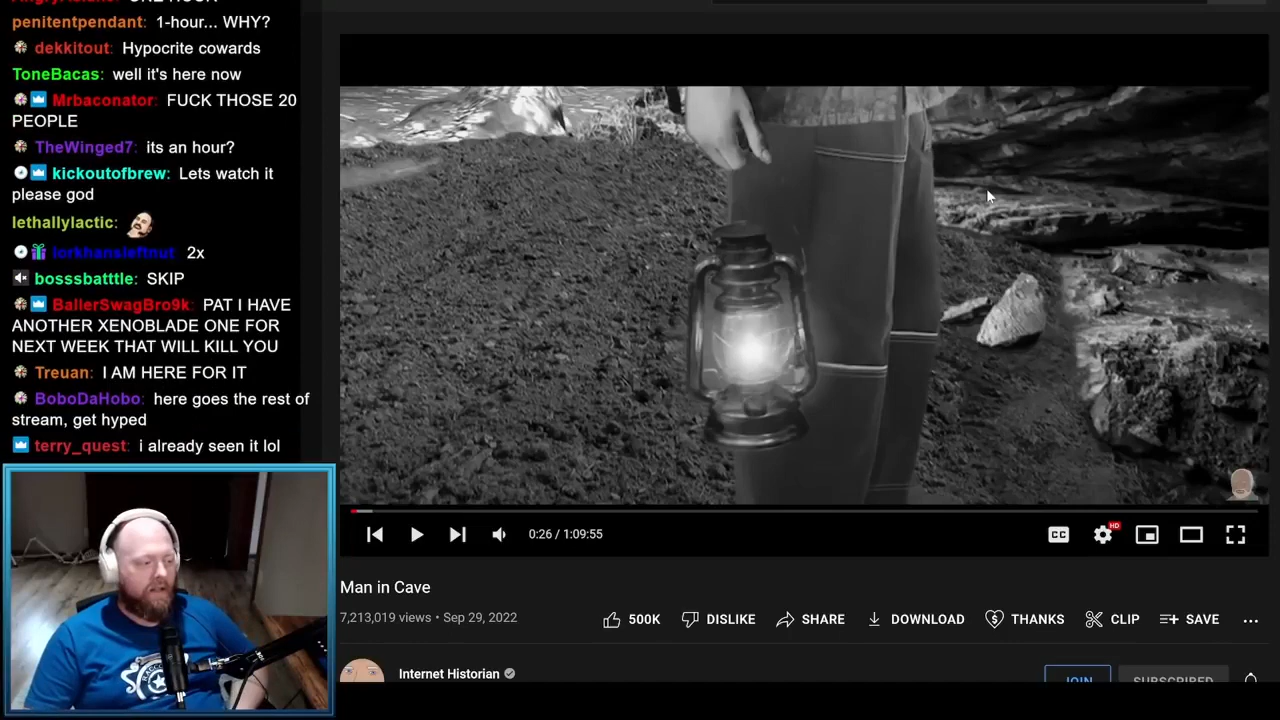 penitentpendant: 1-hour... WHY?
dekkitout: Hypocrite cowards
ToneBacas: well it's here now
Mrbaconator: FUCK THOSE 20
PEOPLE
TheWinged7: its an hour?
kickoutofbrew: Lets watch it
please god
lethallylactic:
lorkhansleftnut: 2x
bosssbatttle: SKIP
BallerSwagBro9k: PAT I HAVE
ANOTHER XENOBLADE ONE FOR
NEXT WEEK THAT WILL KILL YOU
Treuan: I AM HERE FOR IT
BoboDaHobo: here goes the rest of
stream, get hyped
terry_quest: i already seen it lol
0:26 / 1:09:55
CC
HD
Man in Cave
7,213,019 views • Sep 29, 2022
500K DISLIKE SHARE DOWNLOAD THANKS CLIP SAVE
Internet Historian
JOIN SUBSCRIBED